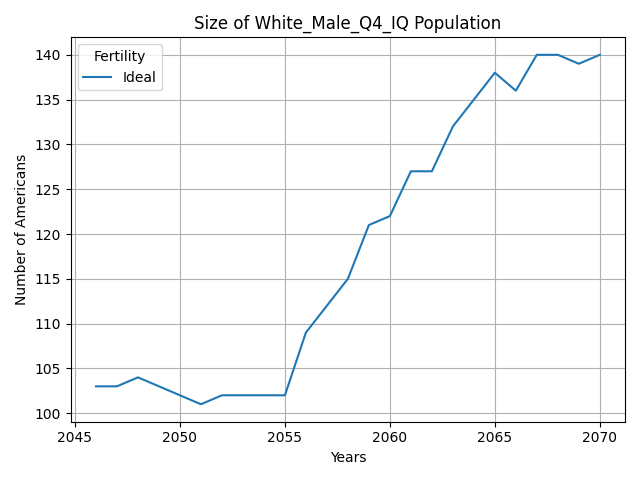 Size of White_Male_Q4_IQ Population
Fertility
Ideal
Number of Americans
140
135
130
125
120
115
110
105
100
2045 2050 2055 2060 2065 2070
Years